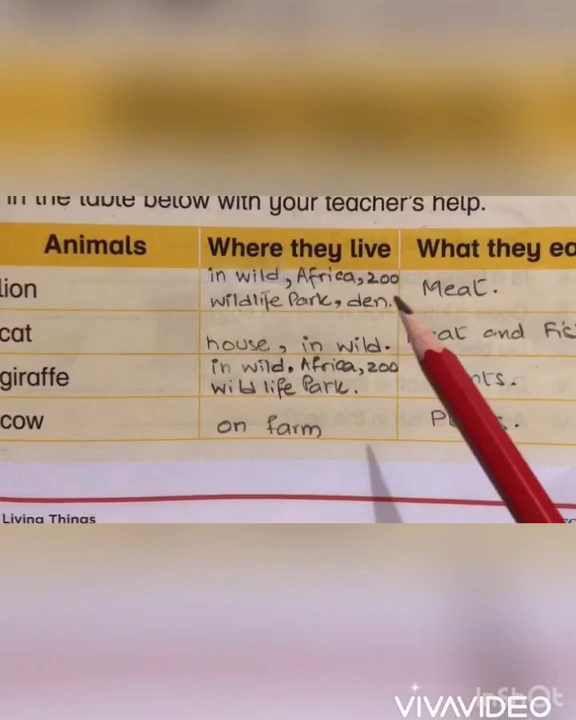 in the table below with your teacher's help.
Animals Where they live What they ea
lion in wild, Africa, zoo Meat.
wildlife Park, den.
cat house, in wild. at and Fis
giraffe in wild, Africa, zoo nts.
wild life Park.
cow on farm P s.
Living Things
InShOt
VIVAVIDEO